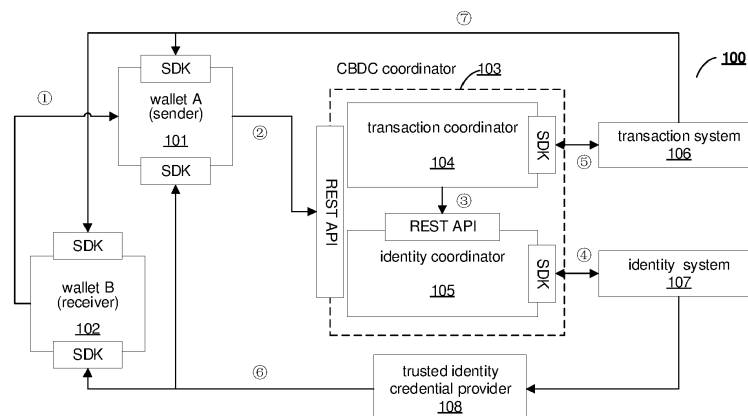 ⑦
100
SDK
CBDC coordinator
103
①
wallet A
(sender)
101
②
SDK
REST API
transaction coordinator
104
SDK
⑤
transaction system
106
③
REST API
identity coordinator
105
SDK
④
identity system
107
SDK
wallet B
(receiver)
102
SDK
⑥
trusted identity
credential provider
108